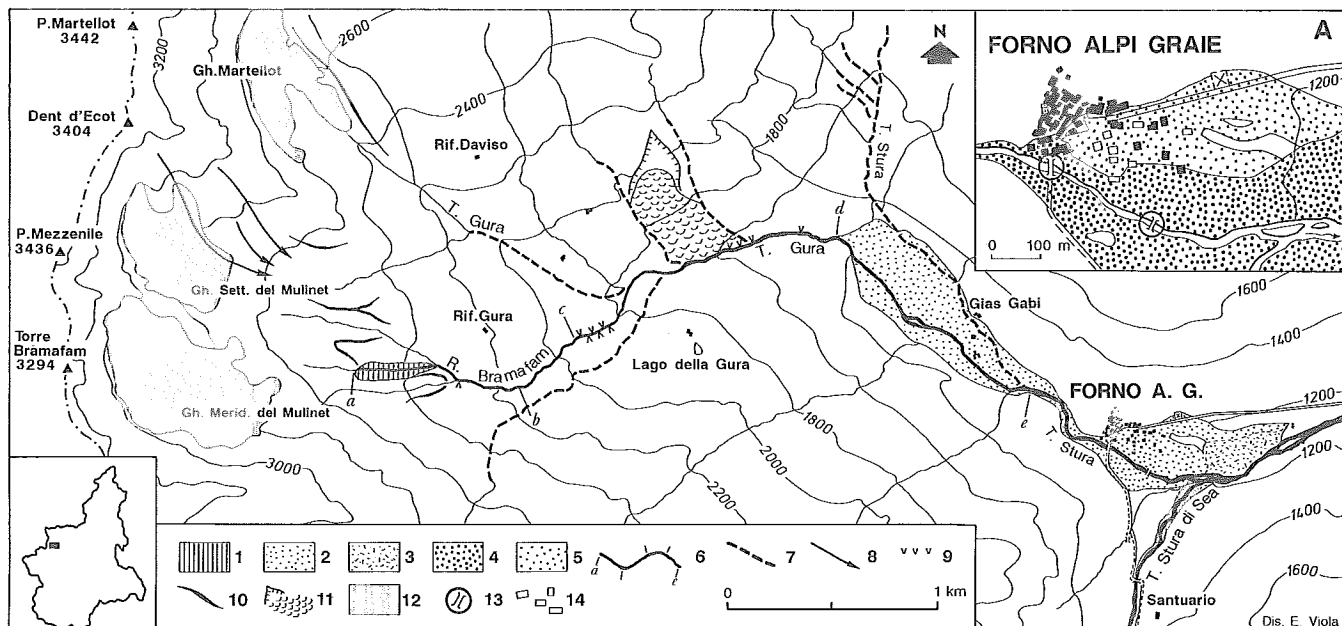 P. Martellot
3442
Dent d'Ecot
3404
P. Mezzenile
3436
Torre
Bramafam
3294
3200
2600
2400
1800
Gh. Martellot
Rif. Daviso
T. Gura
Gh. Sett. del Mulinet
Rif. Gura
R. Bramafam
a
b
c
d
e
T. Gura
T. Stura
Lago della Gura
Gias Gabi
Gh. Merid. del Mulinet
3000
1800
2000
2200
1600
1400
FORNO A. G.
1200
1400
1200
1400
1600
T. Stura
T. Stura di Sea
Santuario
Dis. E. Viola
N
A
FORNO ALPI GRAIE
1200
0 100 m
1 2 3 4 5 a e 6 7 8 9
10 11 12 13 14
0 1 km